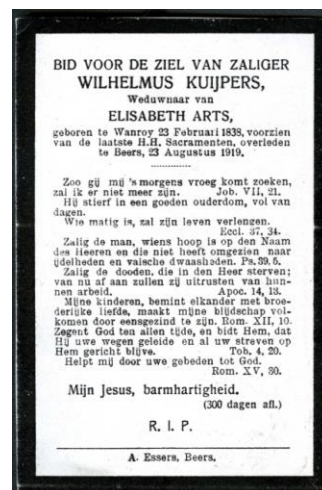 BID VOOR DE ZIEL VAN ZALIGER
WILHELMUS KUIJPERS,
Weduwnaar van
ELISABETH ARTS,
geboren te Wanroy 23 Februari 1838, voorzien
van de laatste H.H. Sacramenten, overleden
te Beers, 23 Augustus 1919.
Zoo gij mij 's morgens vroeg komt zoeken,
zal ik er niet meer zijn. Job. VII, 21.
Hij stierf in een goeden ouderdom, vol van
dagen.
Wie matig is, zal zijn leven verlengen.
Eccl. 37, 34.
Zalig de man, wiens hoop is op den Naam
des Heeren en die niet heeft omgezien naar
ijdelheden en valsche dwaasheden. Ps. 39. 5.
Zalig de dooden, die in den Heer sterven;
van nu af aan zullen zij uitrusten van hun-
nen arbeid. Apoc. 14, 13.
Mijne kinderen, bemint elkander met broe-
derlijke liefde, maakt mijne blijdschap vol-
komen door eensgezind te zijn. Rom. XII, 10.
Zegent God ten allen tijde, en bidt Hem, dat
Hij uwe wegen geleide en al uw streven op
Hem gericht blijve. Tob. 4, 20.
Helpt mij door uwe gebeden tot God.
Rom. XV, 30.
Mijn Jesus, barmhartigheid.
(300 dagen afl.)
R. I. P.
A. Essers, Beers.